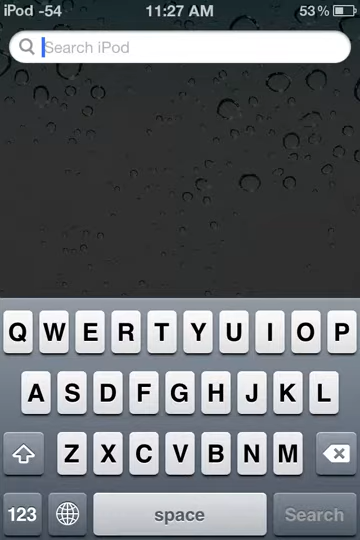 iPod -54 11:27 AM 53%
Search iPod
Q W E R T Y U I O P
A S D F G H J K L
Z X C V B N M
123 space Search